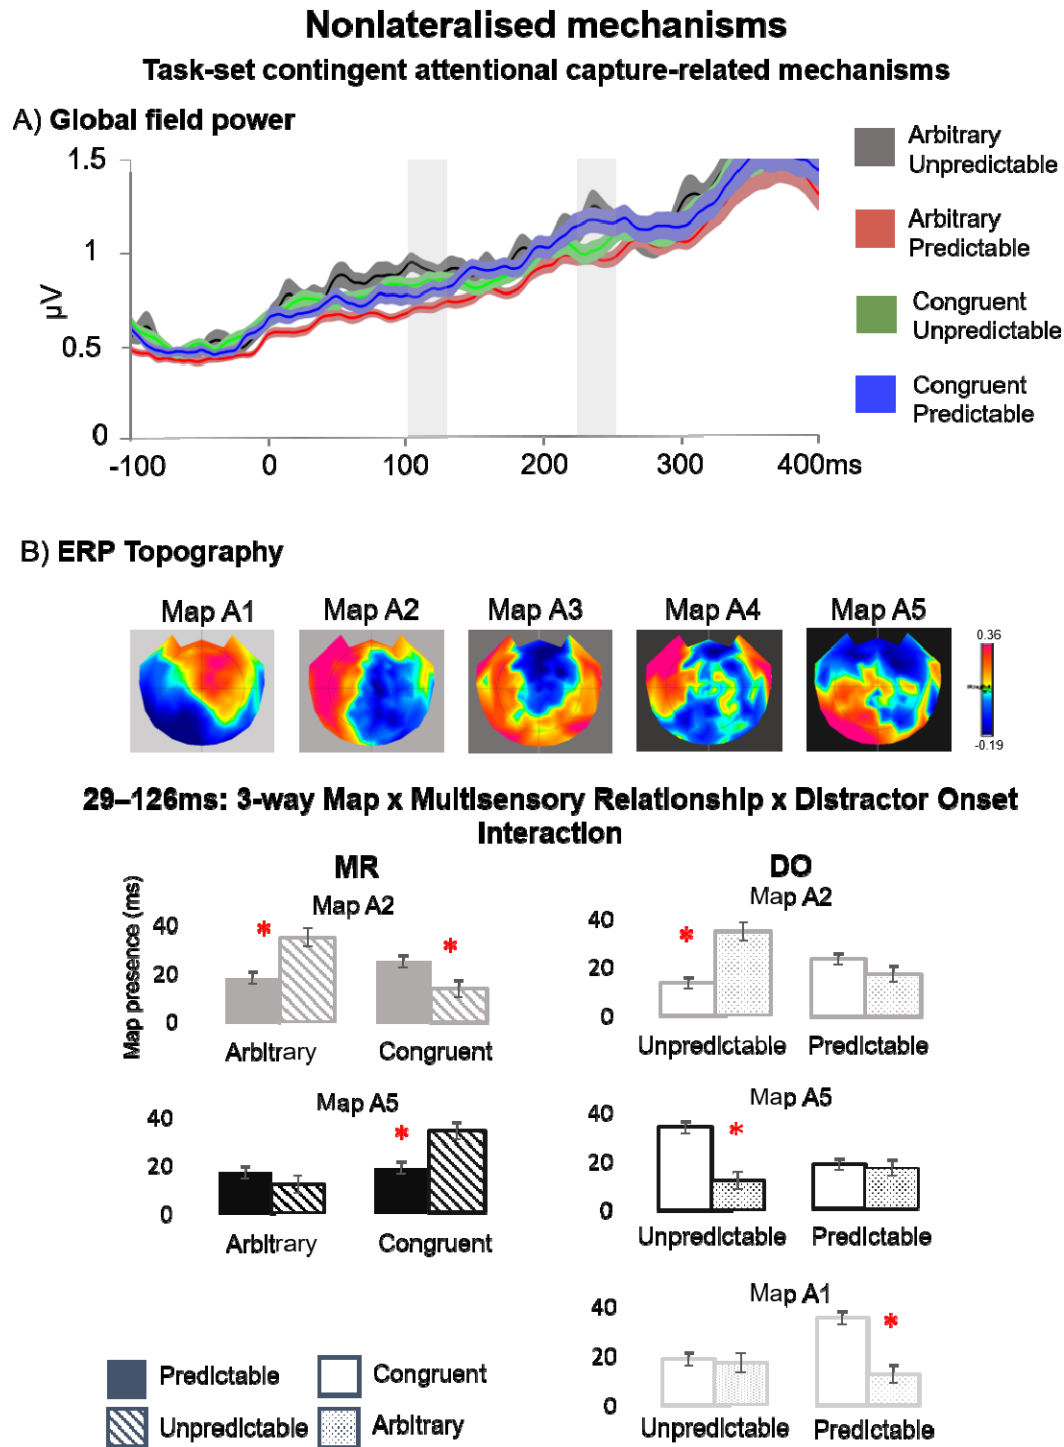 Nonlateralised mechanisms
Task-set contingent attentional capture-related mechanisms
A) Global field power
1.5
1
0.5
0
µV
-100
0
100
200
300
400ms
Arbitrary
Unpredictable
Arbitrary
Predictable
Congruent
Unpredictable
Congruent
Predictable
B) ERP Topography
Map A1
Map A2
Map A3
Map A4
Map A5
0.36
-0.19
29–126ms: 3-way Map x Multisensory Relationship x Distractor Onset
Interaction
MR
DO
Map presence (ms)
Map A2
*
*
40
20
0
Arbitrary
Congruent
Map A2
*
40
20
0
Unpredictable
Predictable
Map A5
*
40
20
0
Arbitrary
Congruent
Map A5
*
40
20
0
Unpredictable
Predictable
Map A1
*
40
20
0
Unpredictable
Predictable
Predictable
Congruent
Unpredictable
Arbitrary